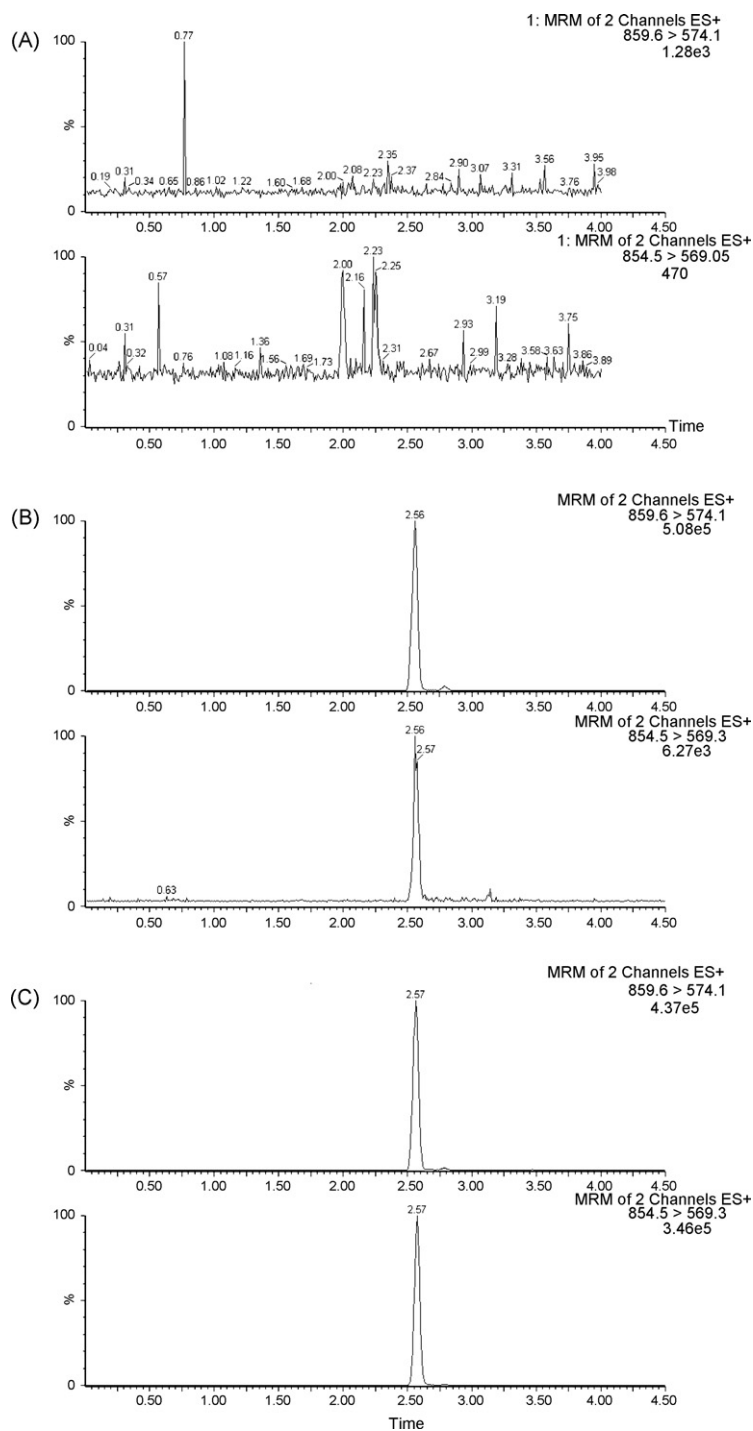 (A)
1: MRM of 2 Channels ES+
859.6 > 574.1
1.28e3
100
%
0
0.77
0.19
0.31
0.34
0.65
0.86
1.02
1.22
1.60
1.68
2.00
2.08
2.23
2.35
2.37
2.84
2.90
3.07
3.31
3.56
3.76
3.95
3.98
0.50 1.00 1.50 2.00 2.50 3.00 3.50 4.00 4.50
1: MRM of 2 Channels ES+
854.5 > 569.05
470
100
%
0
0.04
0.31
0.32
0.57
0.76
1.08
1.16
1.36
1.56
1.69
1.73
2.00
2.16
2.23
2.25
2.31
2.67
2.93
2.99
3.19
3.28
3.58
3.63
3.75
3.86
3.89
Time
0.50 1.00 1.50 2.00 2.50 3.00 3.50 4.00 4.50
(B)
MRM of 2 Channels ES+
859.6 > 574.1
5.08e5
100
%
0
2.56
0.50 1.00 1.50 2.00 2.50 3.00 3.50 4.00 4.50
MRM of 2 Channels ES+
854.5 > 569.3
6.27e3
100
%
0
2.56
2.57
0.63
0.50 1.00 1.50 2.00 2.50 3.00 3.50 4.00 4.50
(C)
MRM of 2 Channels ES+
859.6 > 574.1
4.37e5
100
%
0
2.57
0.50 1.00 1.50 2.00 2.50 3.00 3.50 4.00 4.50
MRM of 2 Channels ES+
854.5 > 569.3
3.46e5
100
%
0
2.57
0.50 1.00 1.50 2.00 2.50 3.00 3.50 4.00 4.50
Time